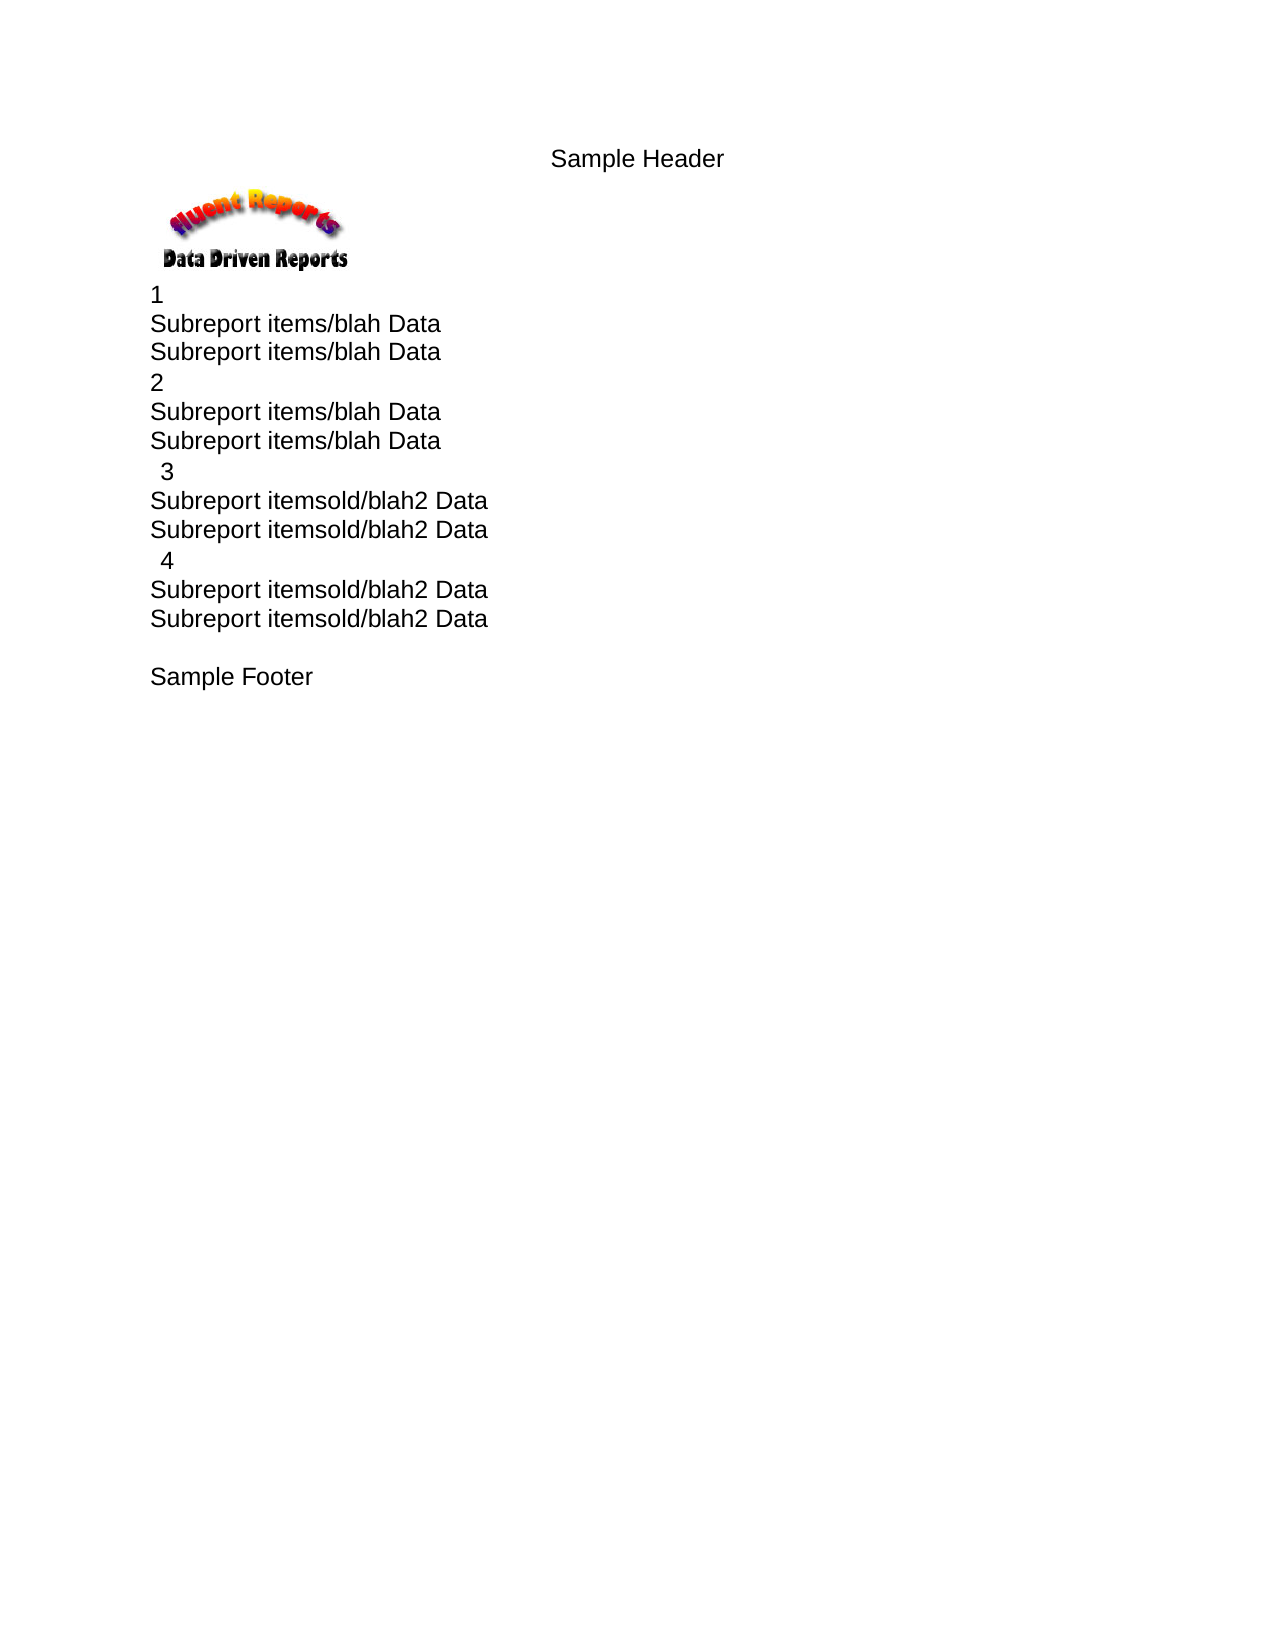 Sample Header
fluent Reports
Data Driven Reports
1
Subreport items/blah Data
Subreport items/blah Data
2
Subreport items/blah Data
Subreport items/blah Data
3
Subreport itemsold/blah2 Data
Subreport itemsold/blah2 Data
4
Subreport itemsold/blah2 Data
Subreport itemsold/blah2 Data
Sample Footer